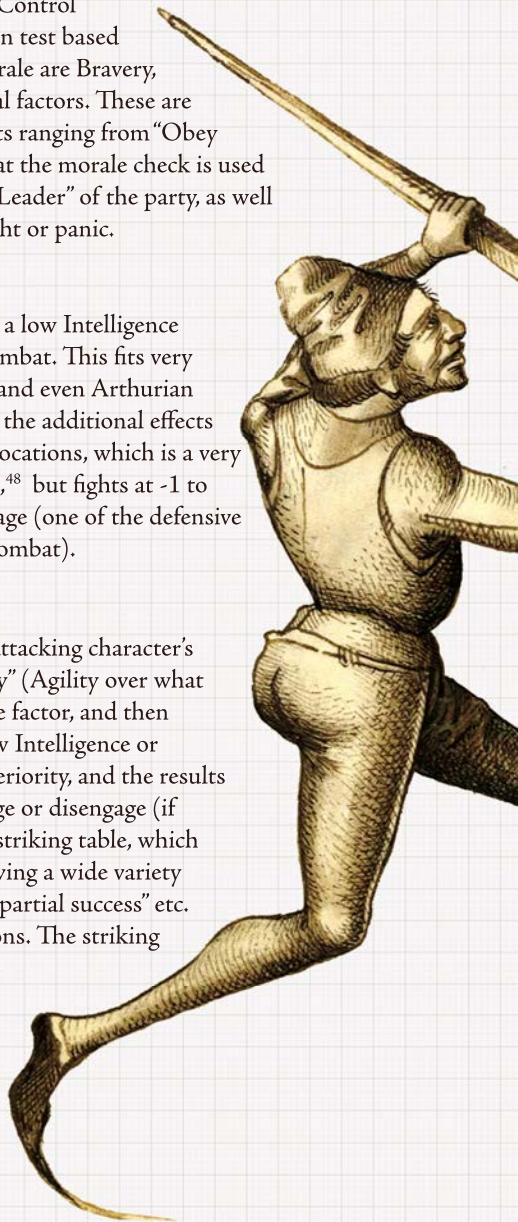 Control
n test based
rale are Bravery,
al factors. These are
ts ranging from “Obey
at the morale check is used
Leader” of the party, as well
ht or panic.
a low Intelligence
mbat. This fits very
and even Arthurian
the additional effects
ocations, which is a very
,⁴⁸ but fights at -1 to
age (one of the defensive
ombat).
attacking character’s
y” (Agility over what
e factor, and then
w Intelligence or
eriority, and the results
ge or disengage (if
striking table, which
ving a wide variety
partial success” etc.
ons. The striking